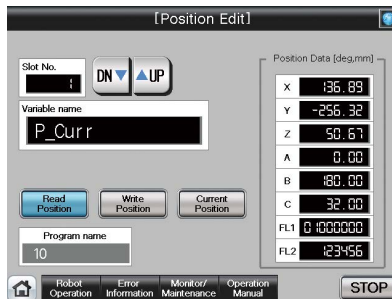 [Position Edit]
Slot No.
1
DN
UP
Variable name
P_Curr
Read
Position
Write
Position
Current
Position
Program name
10
Position Data [deg,mm]
X 136.89
Y -256.32
Z 50.67
A 0.00
B 180.00
C 32.00
FL1 01000000
FL2 123456
Robot
Operation
Error
Information
Monitor/
Maintenance
Operation
Manual
STOP